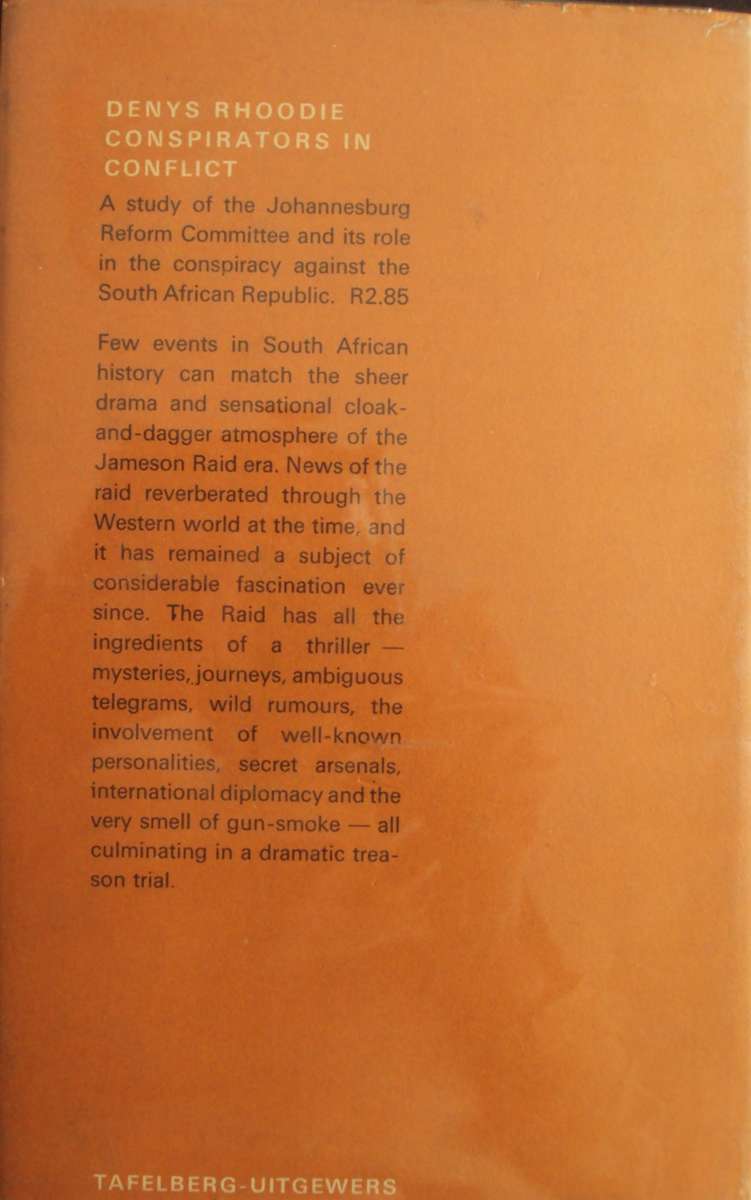 DENYS RHOODIE
CONSPIRATORS IN
CONFLICT
A study of the Johannesburg
Reform Committee and its role
in the conspiracy against the
South African Republic. R2.85
Few events in South African
history can match the sheer
drama and sensational cloak-
and-dagger atmosphere of the
Jameson Raid era. News of the
raid reverberated through the
Western world at the time, and
it has remained a subject of
considerable fascination ever
since. The Raid has all the
ingredients of a thriller —
mysteries, journeys, ambiguous
telegrams, wild rumours, the
involvement of well-known
personalities, secret arsenals,
international diplomacy and the
very smell of gun-smoke — all
culminating in a dramatic trea-
son trial.
TAFELBERG-UITGEWERS